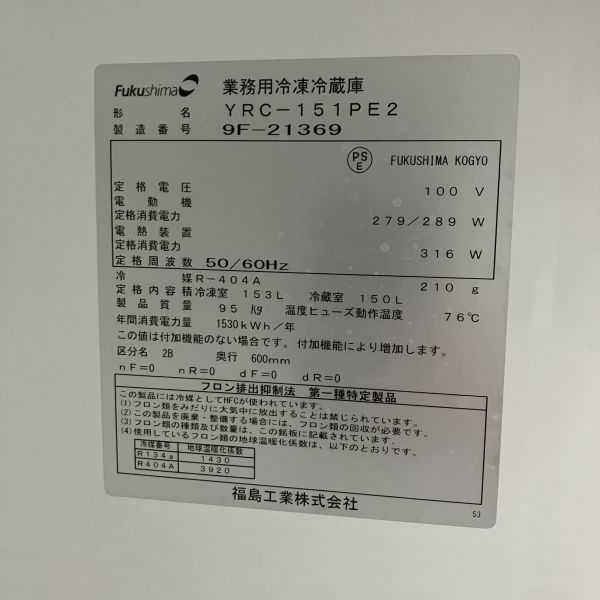 Fukushima 業務用冷凍冷蔵庫
形名 YRC-151PE2
製造番号 9F-21369
PS E FUKUSHIMA KOGYO
定格電圧 100 V
電動機
定格消費電力 279/289 W
電熱装置
定格消費電力 316 W
定格周波数 50/60Hz
冷媒 R-404A 210 g
定格内容積 冷凍室 153L 冷蔵室 150L
製品質量 95 Kg 温度ヒューズ動作温度 76℃
年間消費電力量 1530kWh/年
この値は付加機能のない場合です。付加機能により増加します。
区分名 2B 奥行 600mm
nF=0 nR=0 dF=0 dR=0
フロン排出抑制法 第一種特定製品
この製品には冷媒としてHFCが使われています。
(1)フロン類をみだりに大気中に放出することは禁じられています。
(2)この製品を廃棄・整備する場合には、フロン類の回収が必要です。
(3)フロン類の種類及び数量は、この銘板に記載されています。
(4)使用しているフロン類の地球温暖化係数は、以下のとおりです。
冷媒番号 地球温暖化係数
R134a 1430
R404A 3920
福島工業株式会社
53